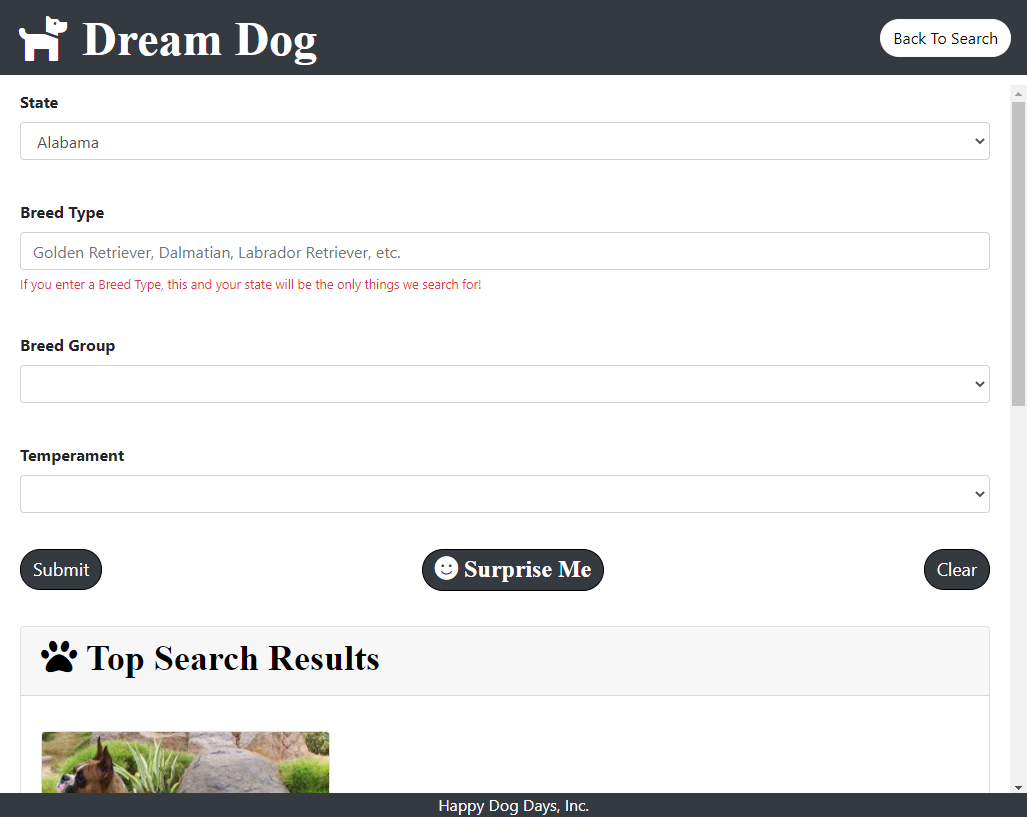 Dream Dog
Back To Search
State
Alabama
Breed Type
Golden Retriever, Dalmatian, Labrador Retriever, etc.
If you enter a Breed Type, this and your state will be the only things we search for!
Breed Group
Temperament
Submit
Surprise Me
Clear
Top Search Results
Happy Dog Days, Inc.